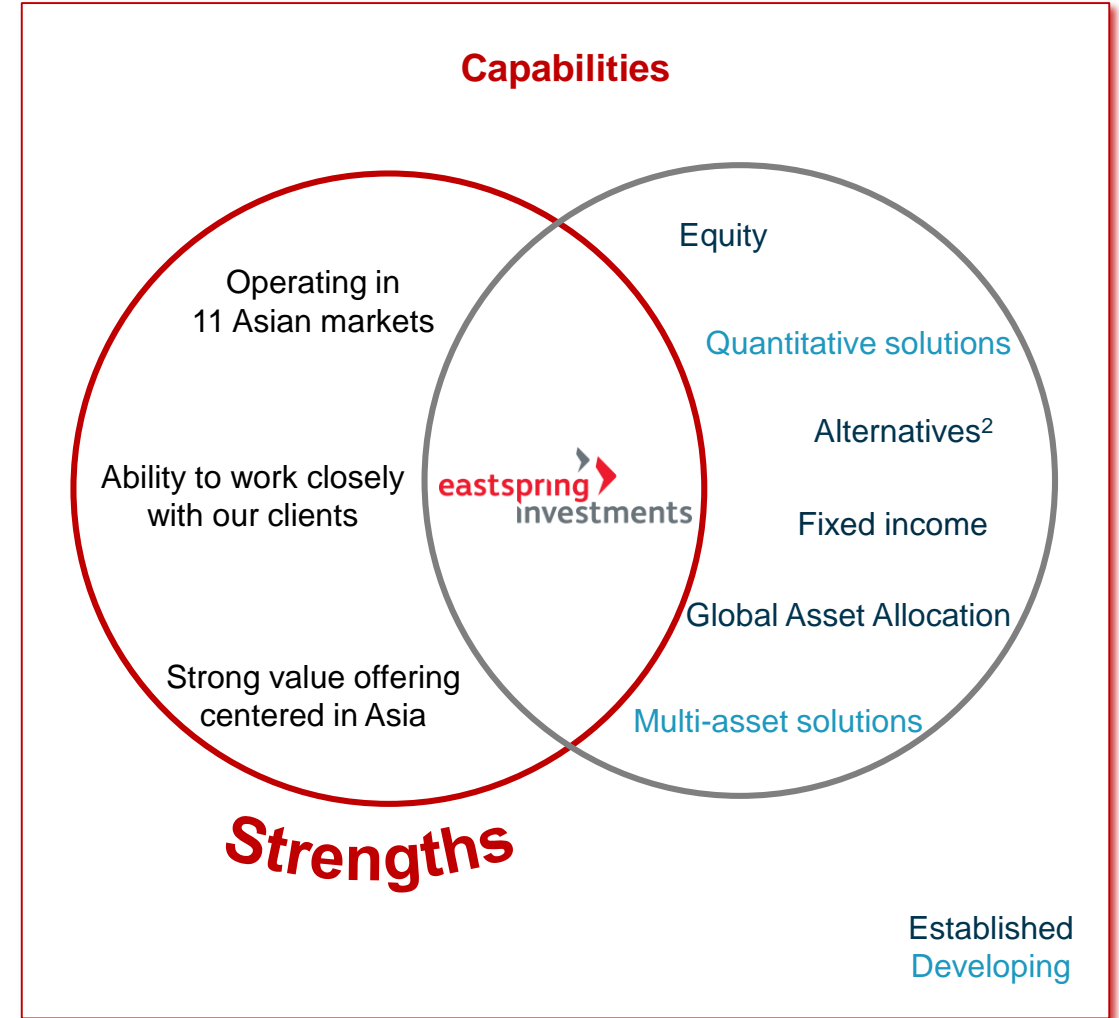 Capabilities
Operating in
11 Asian markets
Ability to work closely
with our clients
Strong value offering
centered in Asia
eastspring
investments
Equity
Quantitative solutions
Alternatives²
Fixed income
Global Asset Allocation
Multi-asset solutions
Strengths
Established
Developing